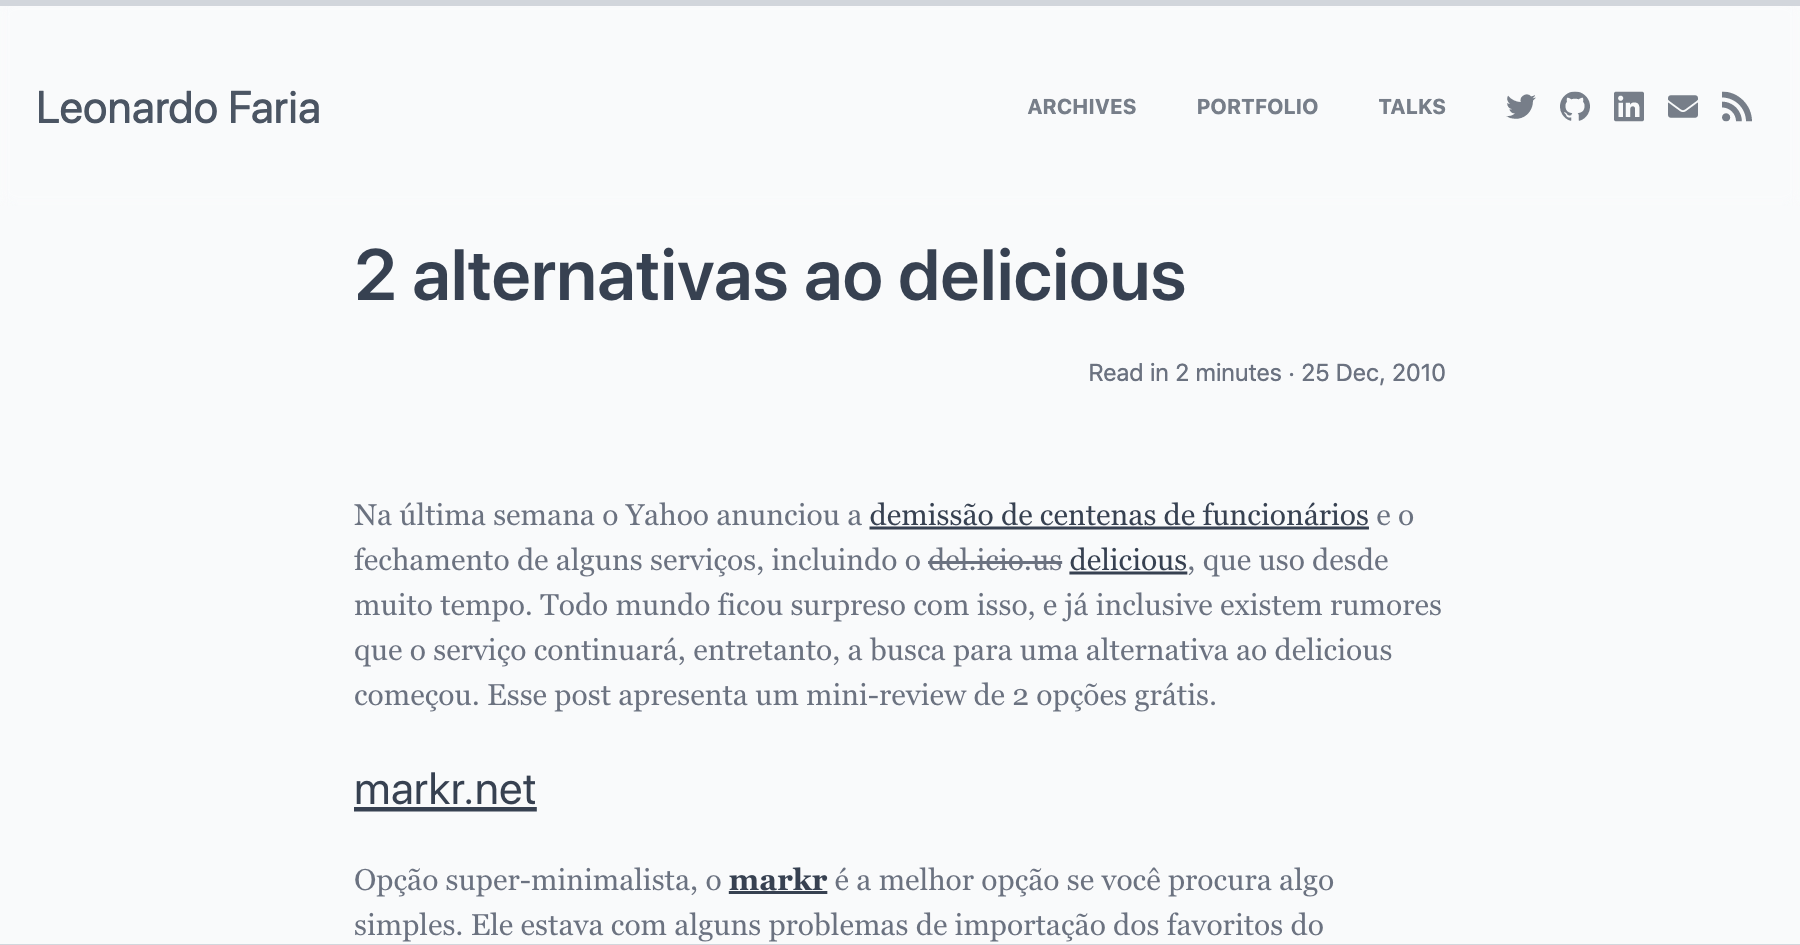 Leonardo Faria
ARCHIVES PORTFOLIO TALKS
2 alternativas ao delicious
Read in 2 minutes · 25 Dec, 2010
Na última semana o Yahoo anunciou a demissão de centenas de funcionários e o
fechamento de alguns serviços, incluindo o del.icio.us delicious, que uso desde
muito tempo. Todo mundo ficou surpreso com isso, e já inclusive existem rumores
que o serviço continuará, entretanto, a busca para uma alternativa ao delicious
começou. Esse post apresenta um mini-review de 2 opções grátis.
markr.net
Opção super-minimalista, o markr é a melhor opção se você procura algo
simples. Ele estava com alguns problemas de importação dos favoritos do